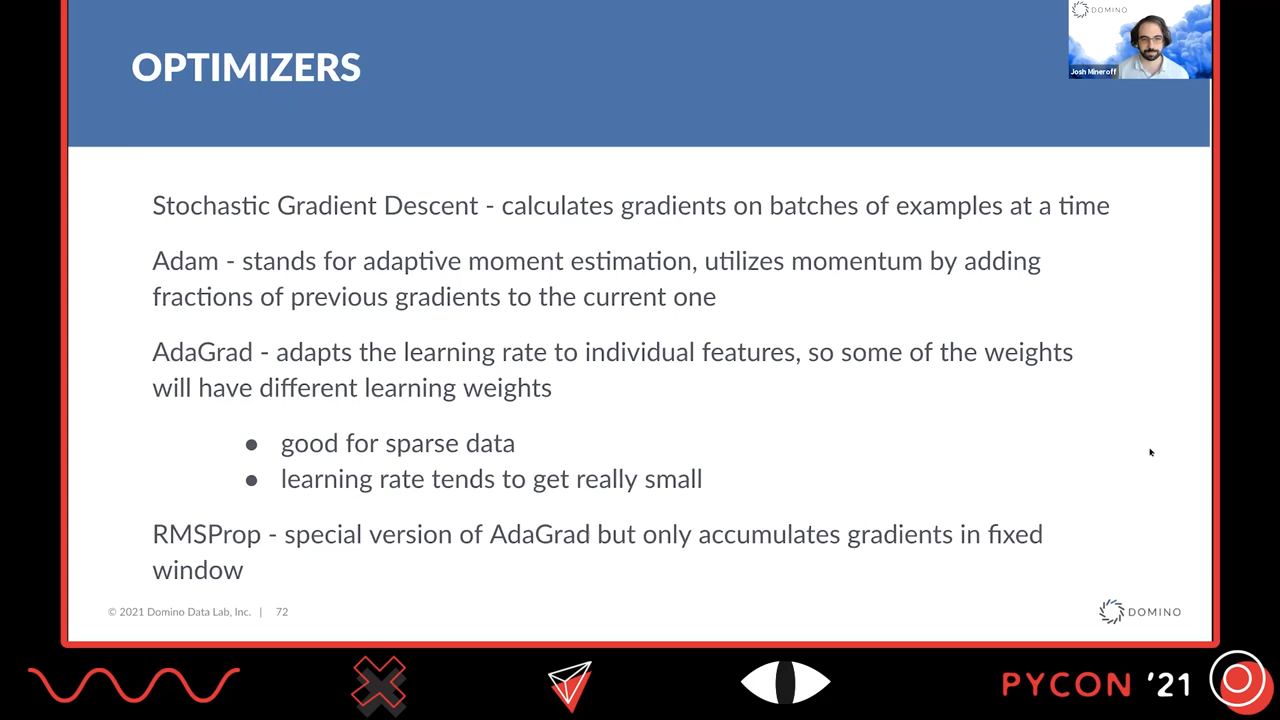 OPTIMIZERS
DOMINO
Josh Mineroff
Stochastic Gradient Descent - calculates gradients on batches of examples at a time
Adam - stands for adaptive moment estimation, utilizes momentum by adding
fractions of previous gradients to the current one
AdaGrad - adapts the learning rate to individual features, so some of the weights
will have different learning weights
● good for sparse data
● learning rate tends to get really small
RMSProp - special version of AdaGrad but only accumulates gradients in fixed
window
© 2021 Domino Data Lab, Inc. | 72
DOMINO
PYCON '21